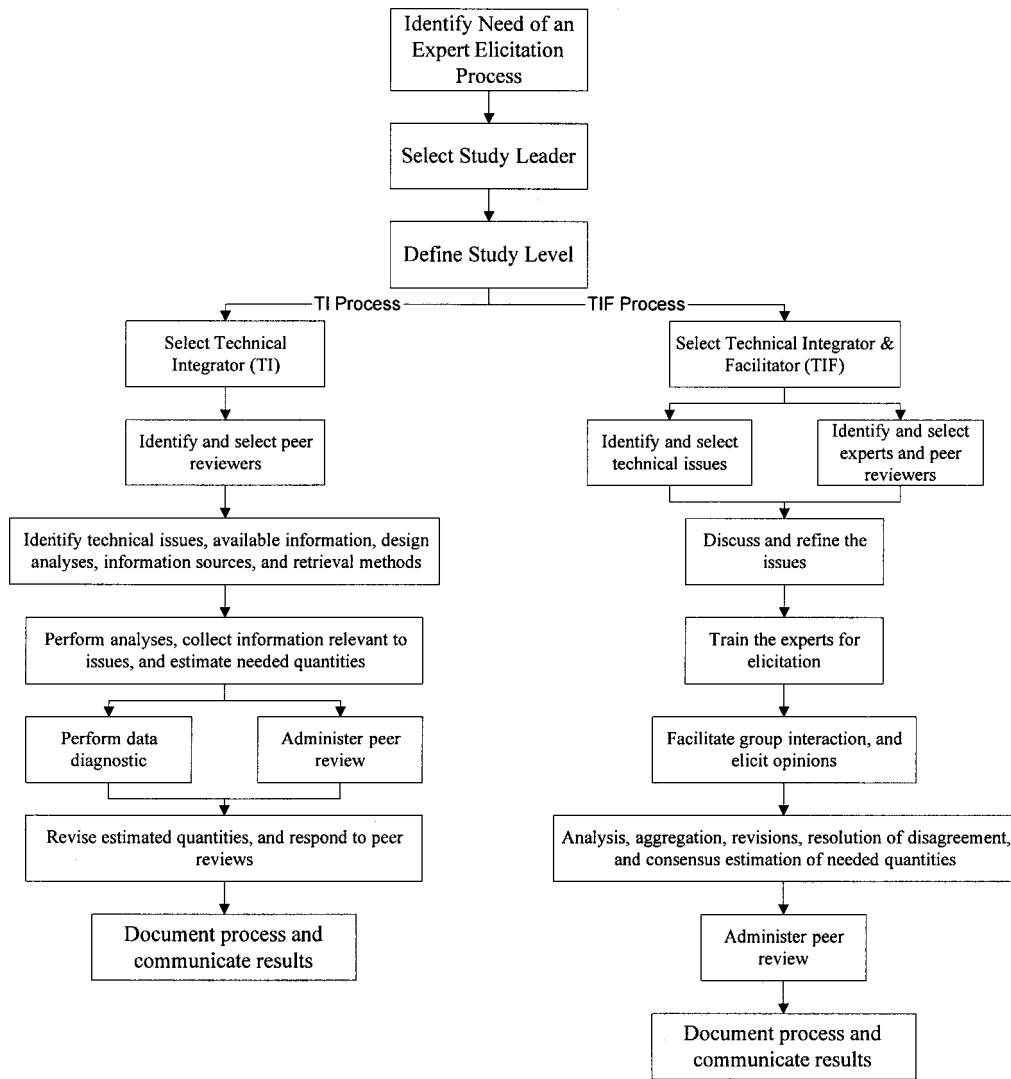 Identify Need of an
Expert Elicitation
Process
Select Study Leader
Define Study Level
TI Process
TIF Process
Select Technical
Integrator (TI)
Identify and select peer
reviewers
Identify technical issues, available information, design
analyses, information sources, and retrieval methods
Perform analyses, collect information relevant to
issues, and estimate needed quantities
Perform data
diagnostic
Administer peer
review
Revise estimated quantities, and respond to peer
reviews
Document process and
communicate results
Select Technical Integrator &
Facilitator (TIF)
Identify and select
technical issues
Identify and select
experts and peer
reviewers
Discuss and refine the
issues
Train the experts for
elicitation
Facilitate group interaction, and
elicit opinions
Analysis, aggregation, revisions, resolution of disagreement,
and consensus estimation of needed quantities
Administer peer
review
Document process and
communicate results